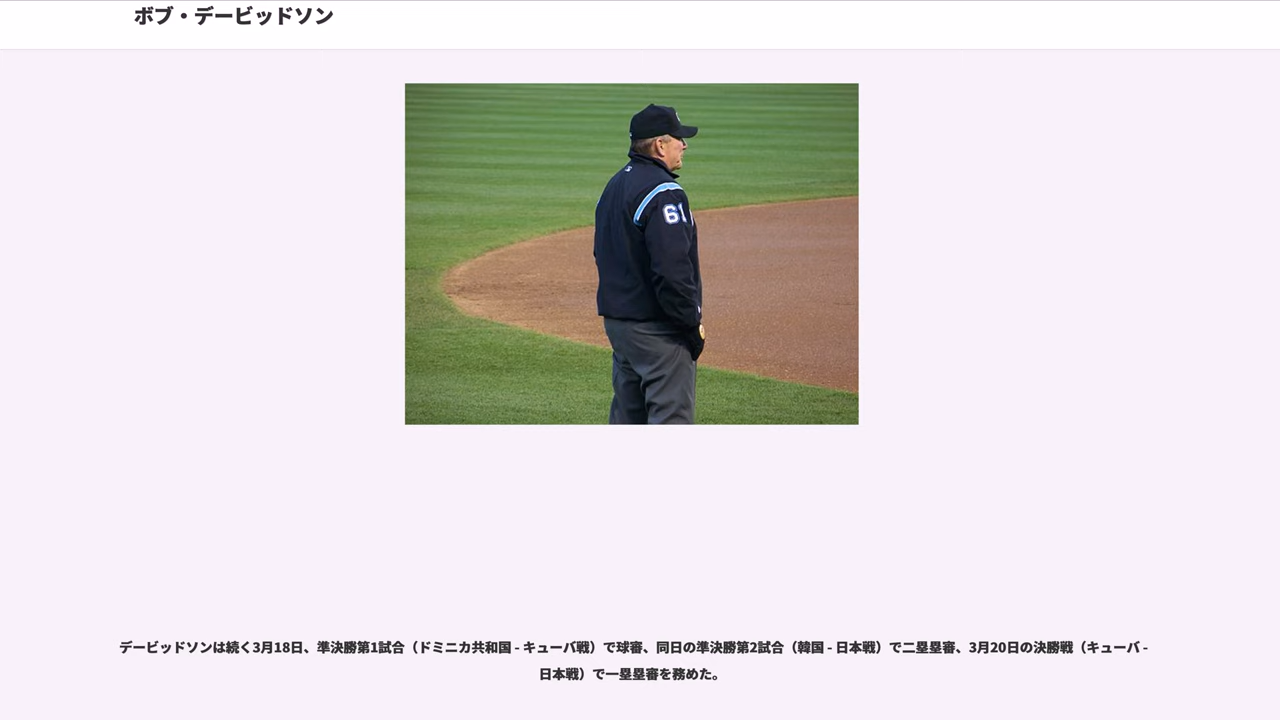 ボブ・デービッドソン
61
デービッドソンは続く3月18日、準決勝第1試合（ドミニカ共和国 - キューバ戦）で球審、同日の準決勝第2試合（韓国 - 日本戦）で二塁塁審、3月20日の決勝戦（キューバ -
日本戦）で一塁塁審を務めた。